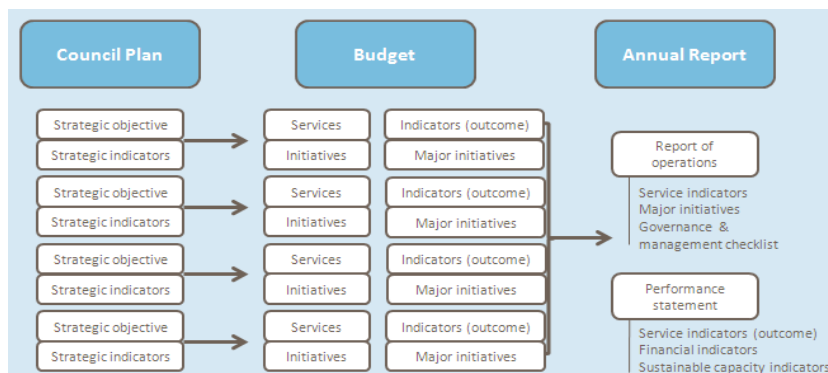 Council Plan
Budget
Annual Report
Strategic objective
Strategic indicators
Services
Initiatives
Indicators (outcome)
Major initiatives
Strategic objective
Strategic indicators
Services
Initiatives
Indicators (outcome)
Major initiatives
Strategic objective
Strategic indicators
Services
Initiatives
Indicators (outcome)
Major initiatives
Strategic objective
Strategic indicators
Services
Initiatives
Indicators (outcome)
Major initiatives
Report of
operations
Service indicators
Major initiatives
Governance &
management checklist
Performance
statement
Service indicators (outcome)
Financial indicators
Sustainable capacity indicators